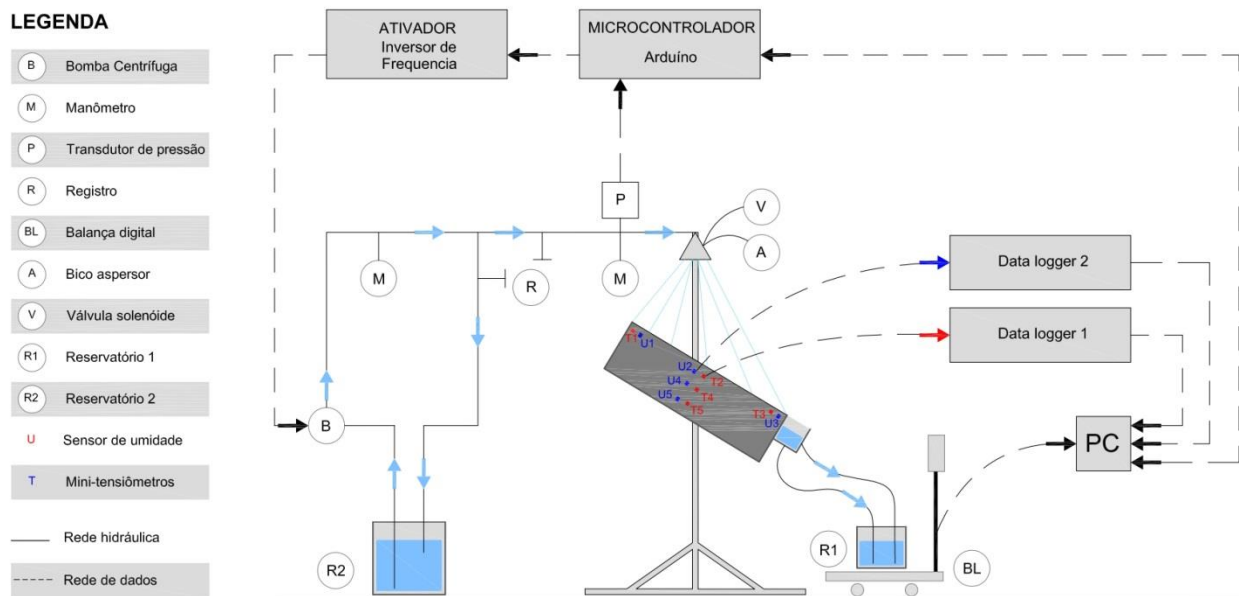 LEGENDA
B Bomba Centrífuga
M Manômetro
P Transdutor de pressão
R Registro
BL Balança digital
A Bico aspersor
V Válvula solenóide
R1 Reservatório 1
R2 Reservatório 2
U Sensor de umidade
T Mini-tensiômetros
Rede hidráulica
Rede de dados
ATIVADOR
Inversor de
Frequencia
MICROCONTROLADOR
Arduíno
P
V
A
M
R
M
B
R2
T1
U1
U2
T2
U4
T4
U5
T5
T3
U3
Data logger 2
Data logger 1
PC
R1
BL